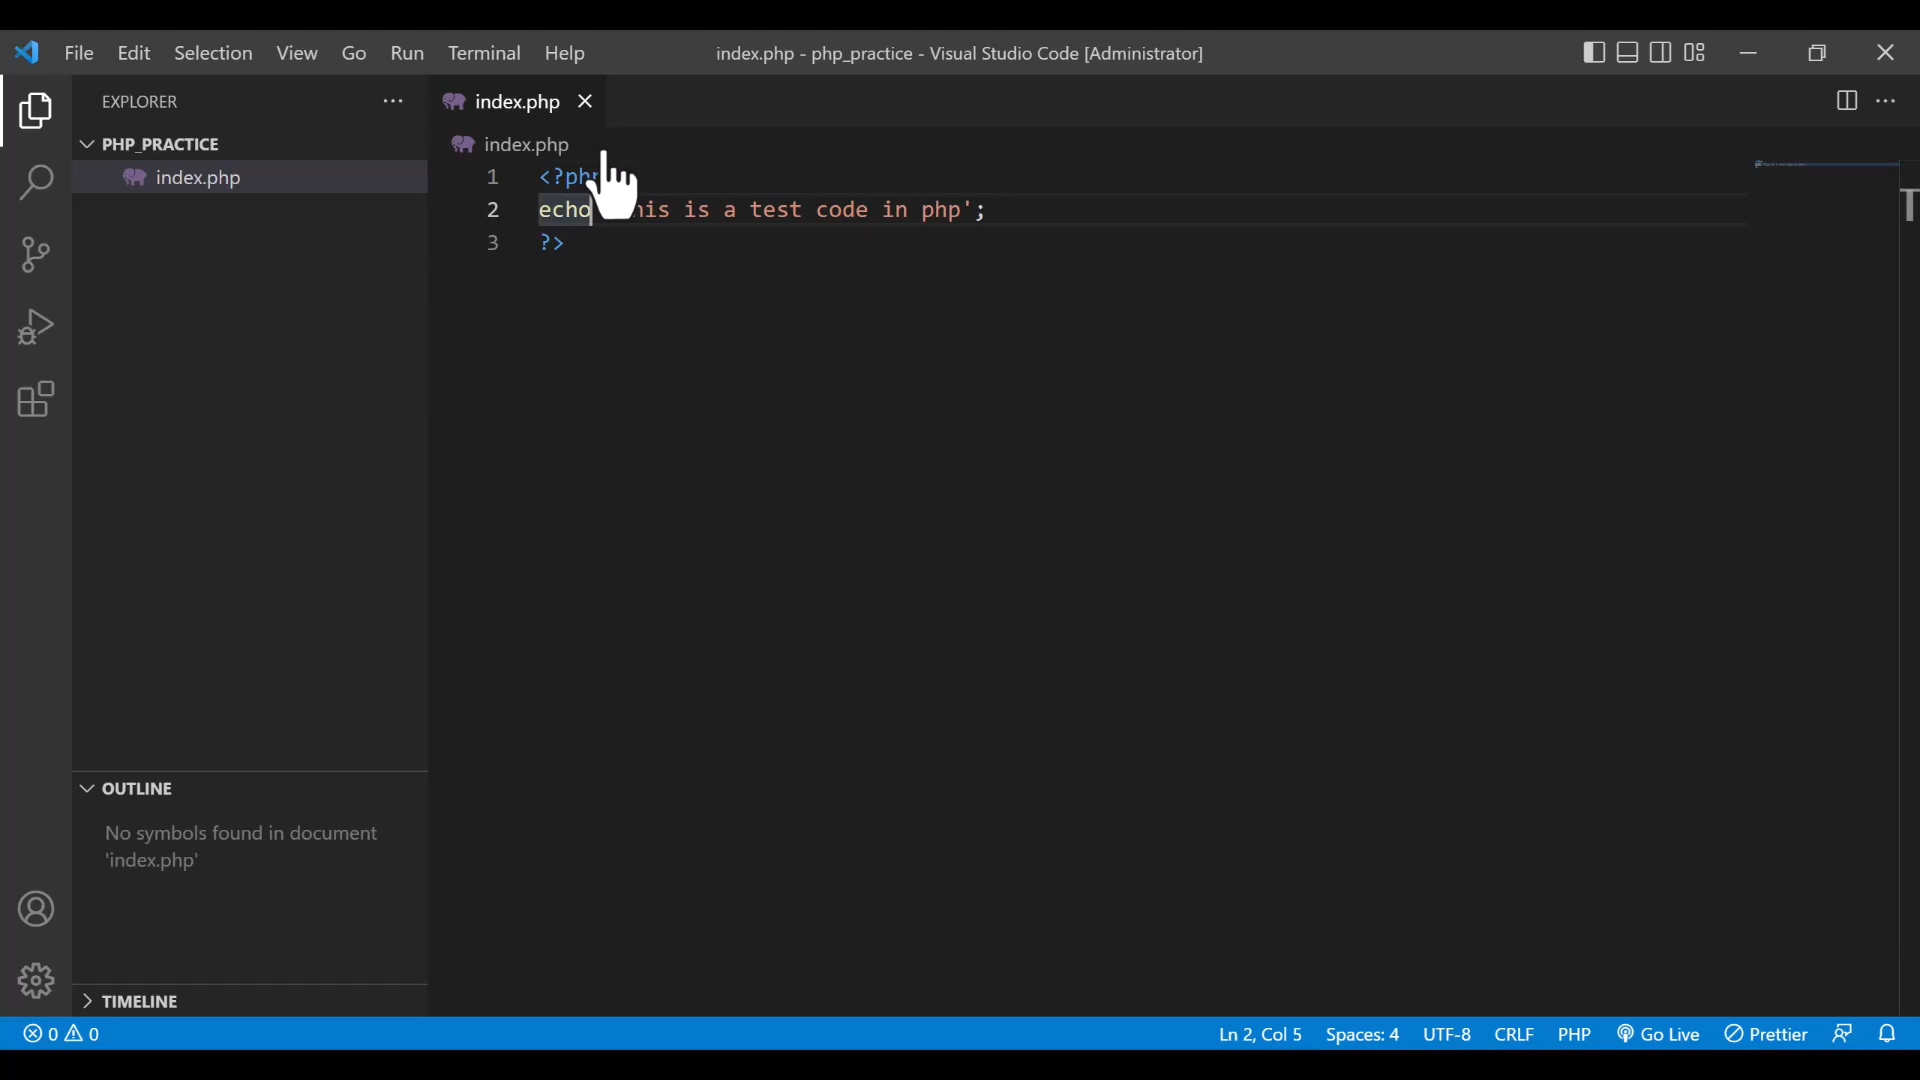 File Edit Selection View Go Run Terminal Help
index.php - php_practice - Visual Studio Code [Administrator]
EXPLORER
PHP_PRACTICE
index.php
index.php
index.php
1 <?php
2 echo his is a test code in php';
3 ?>
OUTLINE
No symbols found in document
'index.php'
TIMELINE
0 0
Ln 2, Col 5 Spaces: 4 UTF-8 CRLF PHP Go Live Prettier